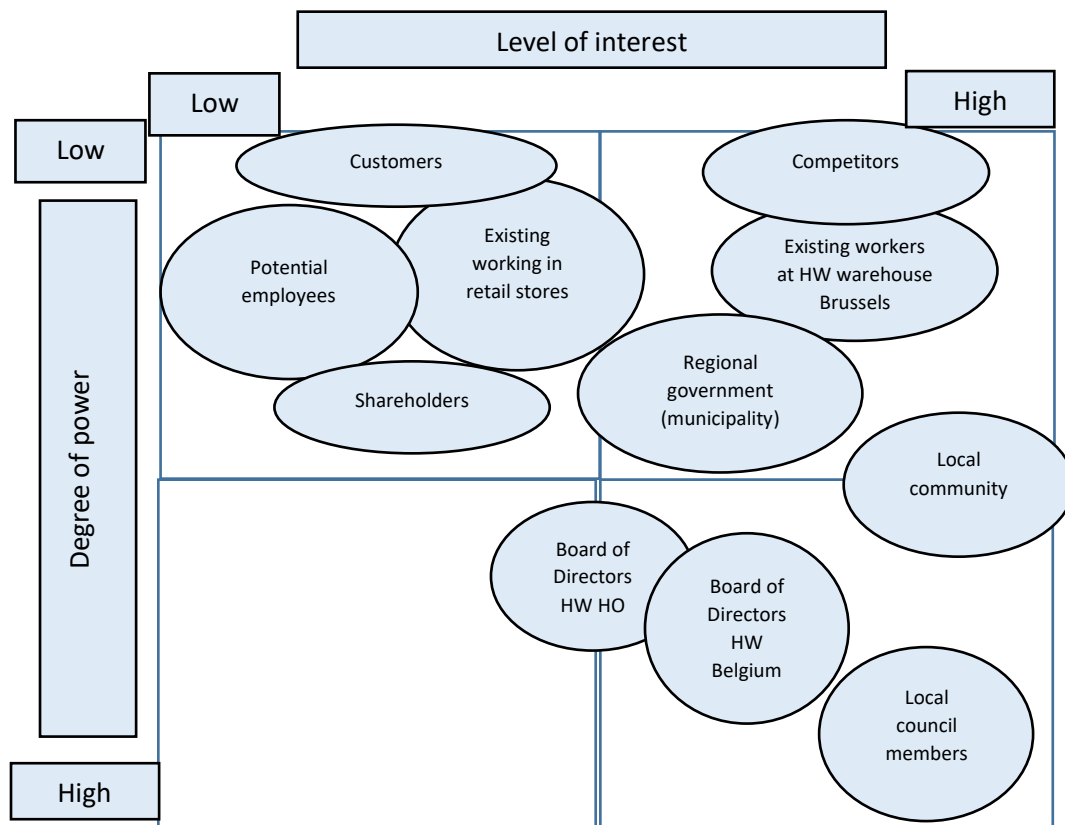 Level of interest
Low
High
Low
Customers
Competitors
Potential
employees
Existing
working in
retail stores
Existing workers
at HW warehouse
Brussels
Shareholders
Regional
government
(municipality)
Local
community
Degree of power
Board of
Directors
HW HO
Board of
Directors
HW
Belgium
Local
council
members
High